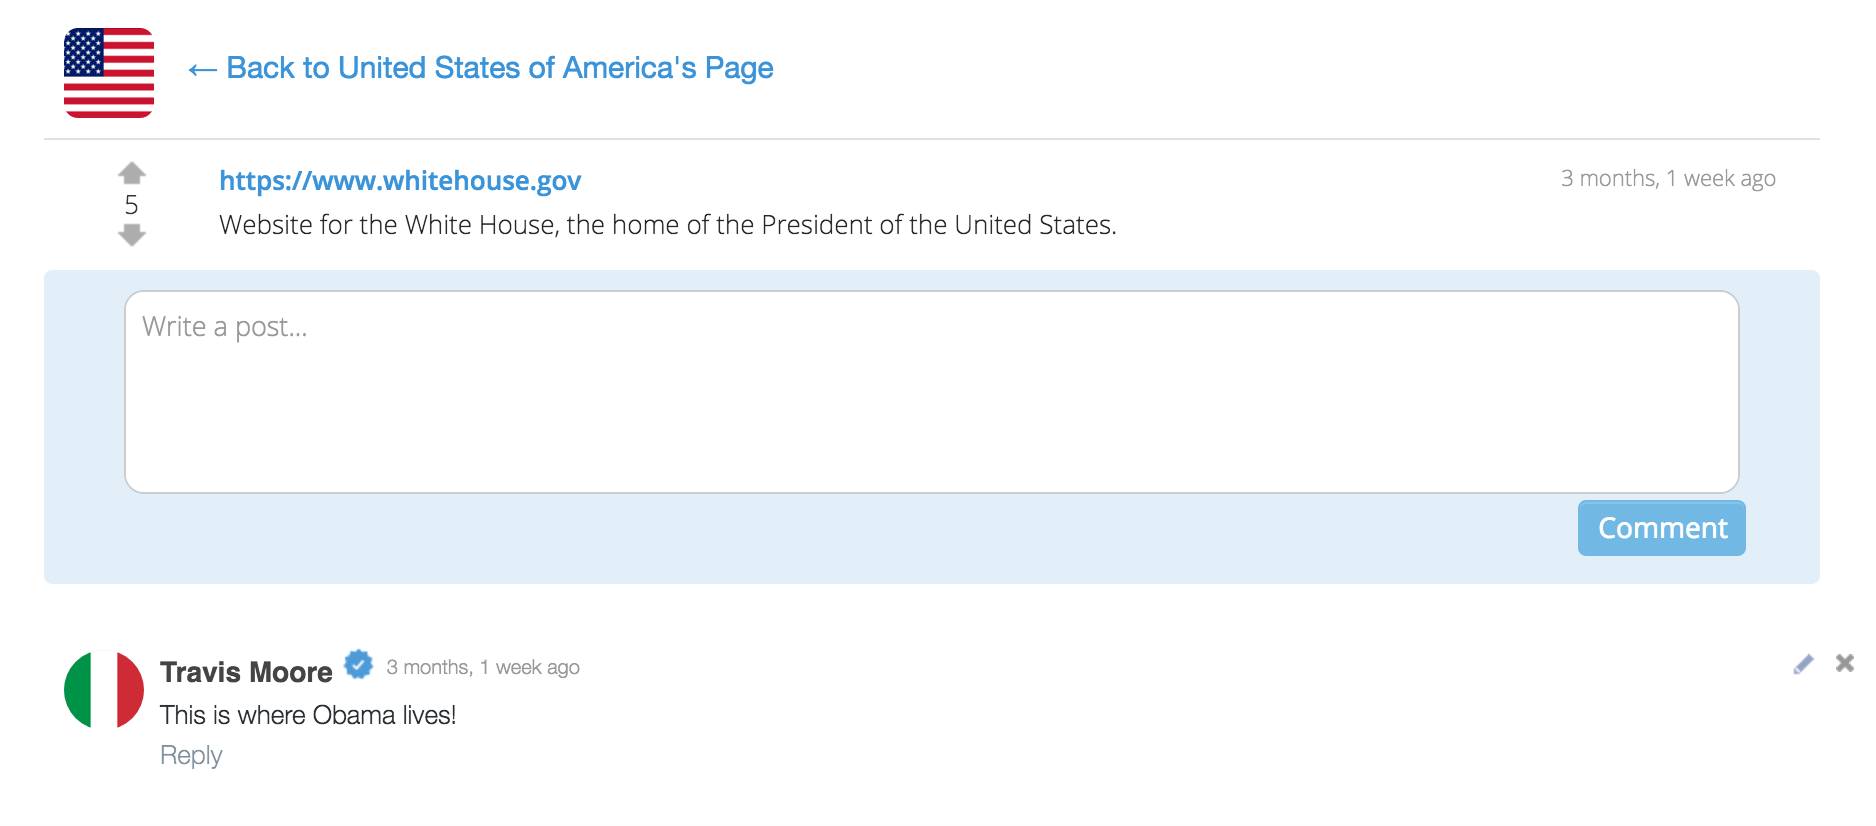 ← Back to United States of America's Page
5
https://www.whitehouse.gov
3 months, 1 week ago
Website for the White House, the home of the President of the United States.
Write a post...
Comment
Travis Moore 3 months, 1 week ago
This is where Obama lives!
Reply